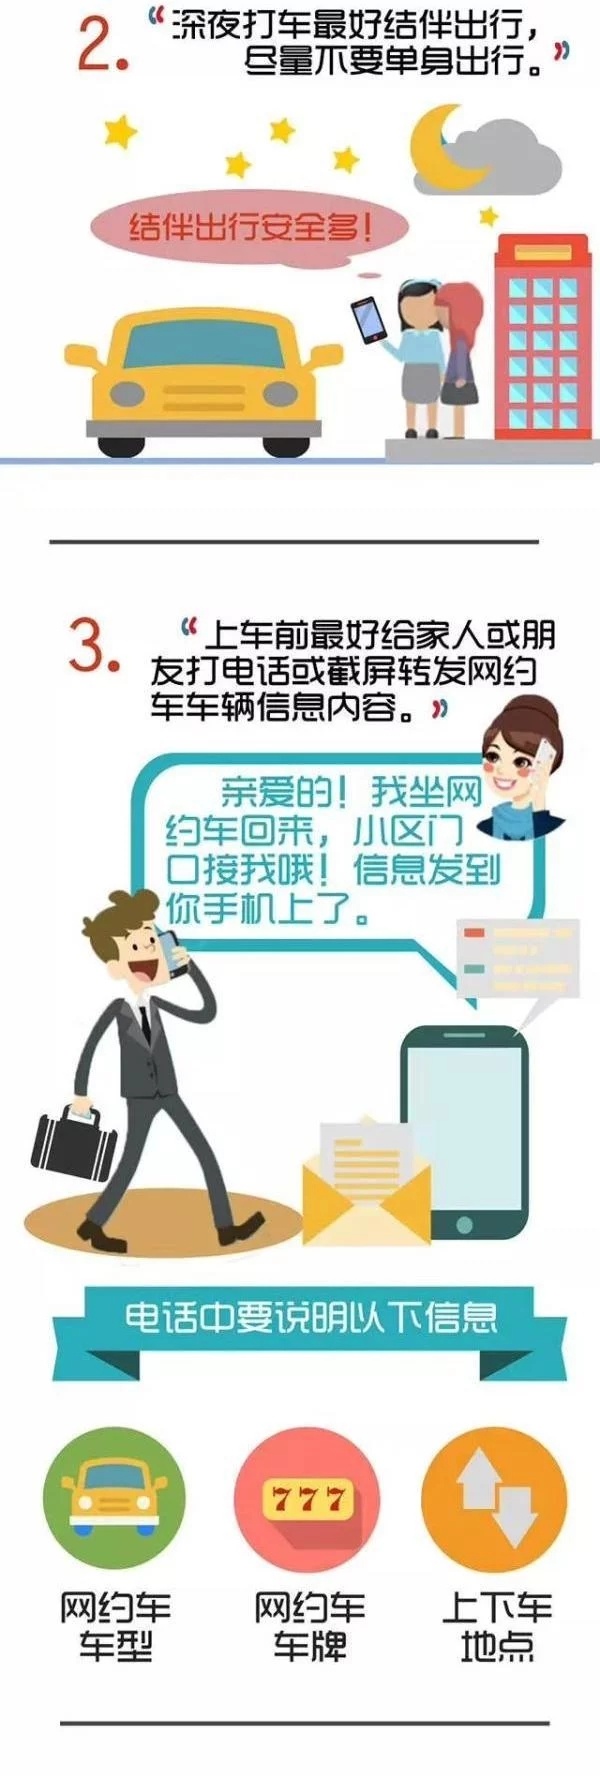 2. “深夜打车最好结伴出行，
尽量不要单身出行。”
结伴出行安全多！
3. “上车前最好给家人或朋
友打电话或截屏转发网约
车车辆信息内容。”
亲爱的！我坐网
约车回来，小区门
口接我哦！信息发到
你手机上了。
电话中要说明以下信息
777
网约车
车型
网约车
车牌
上下车
地点